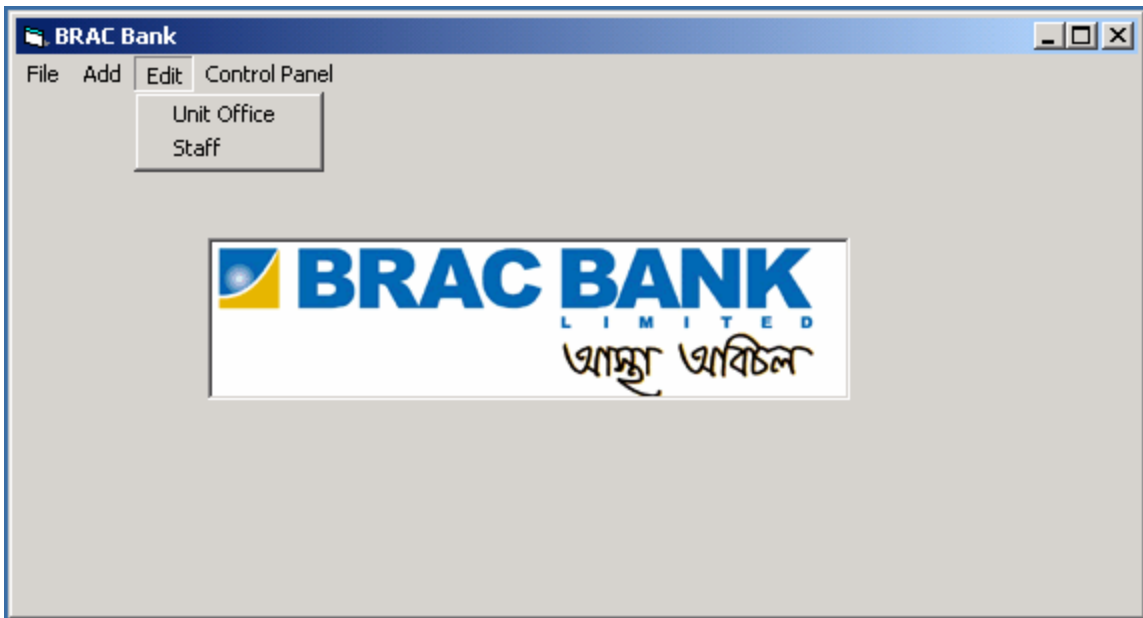 BRAC Bank
File Add Edit Control Panel
Unit Office
Staff
BRAC BANK
LIMITED
আস্থা অবিচল